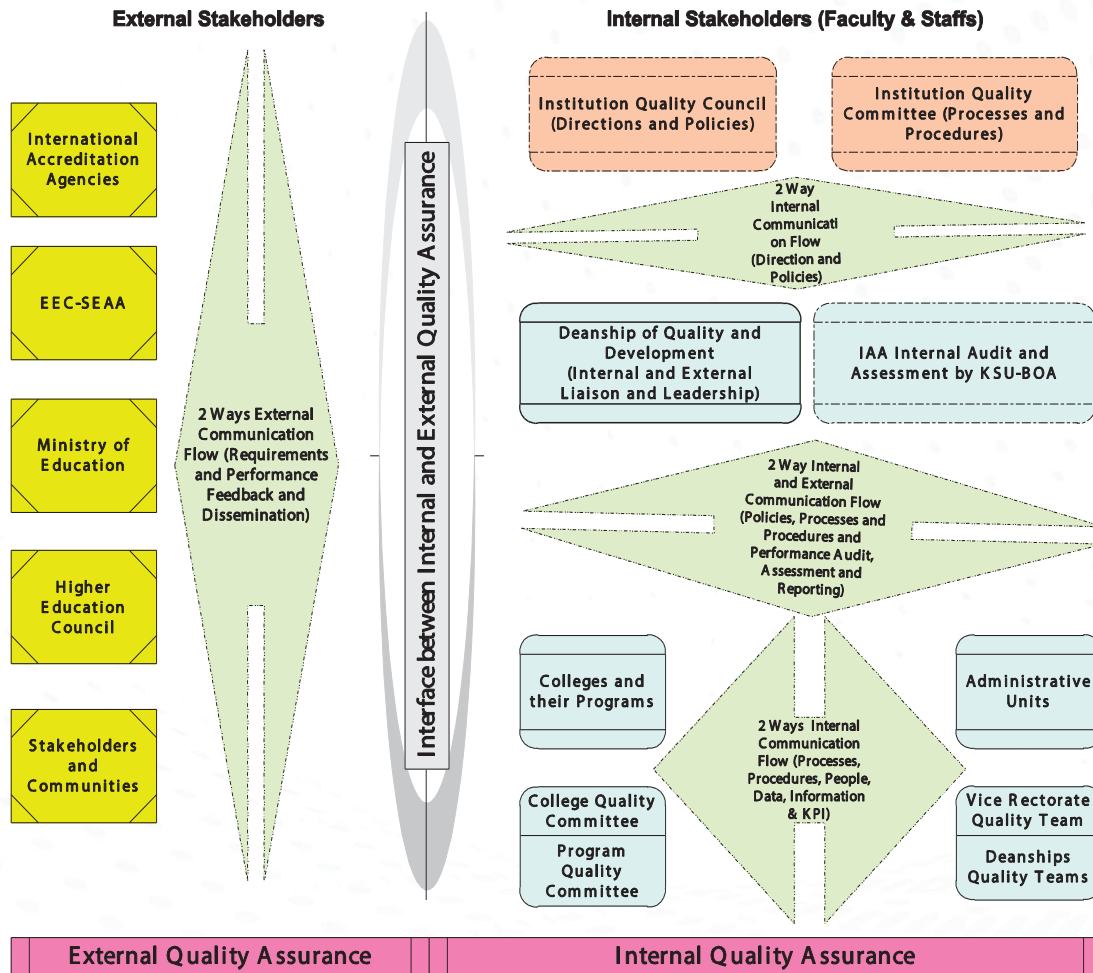 External Stakeholders
International
Accreditation
Agencies
EEC-SEAA
Ministry of
Education
Higher
Education
Council
Stakeholders
and
Communities
2 Ways External
Communication
Flow (Requirements
and Performance
Feedback and
Dissemination)
Interface between Internal and External Quality Assurance
Internal Stakeholders (Faculty & Staffs)
Institution Quality Council
(Directions and Policies)
Institution Quality
Committee (Processes and
Procedures)
2 Way
Internal
Communicati
on Flow
(Direction and
Policies)
Deanship of Quality and
Development
(Internal and External
Liaison and Leadership)
IAA Internal Audit and
Assessment by KSU-BOA
2 Way Internal
and External
Communication Flow
(Policies, Processes and
Procedures and
Performance Audit,
Assessment and
Reporting)
Colleges and
their Programs
Administrative
Units
2 Ways Internal
Communication
Flow (Processes,
Procedures, People,
Data, Information
& KPI)
College Quality
Committee
Program
Quality
Committee
Vice Rectorate
Quality Team
Deanships
Quality Teams
External Quality Assurance
Internal Quality Assurance